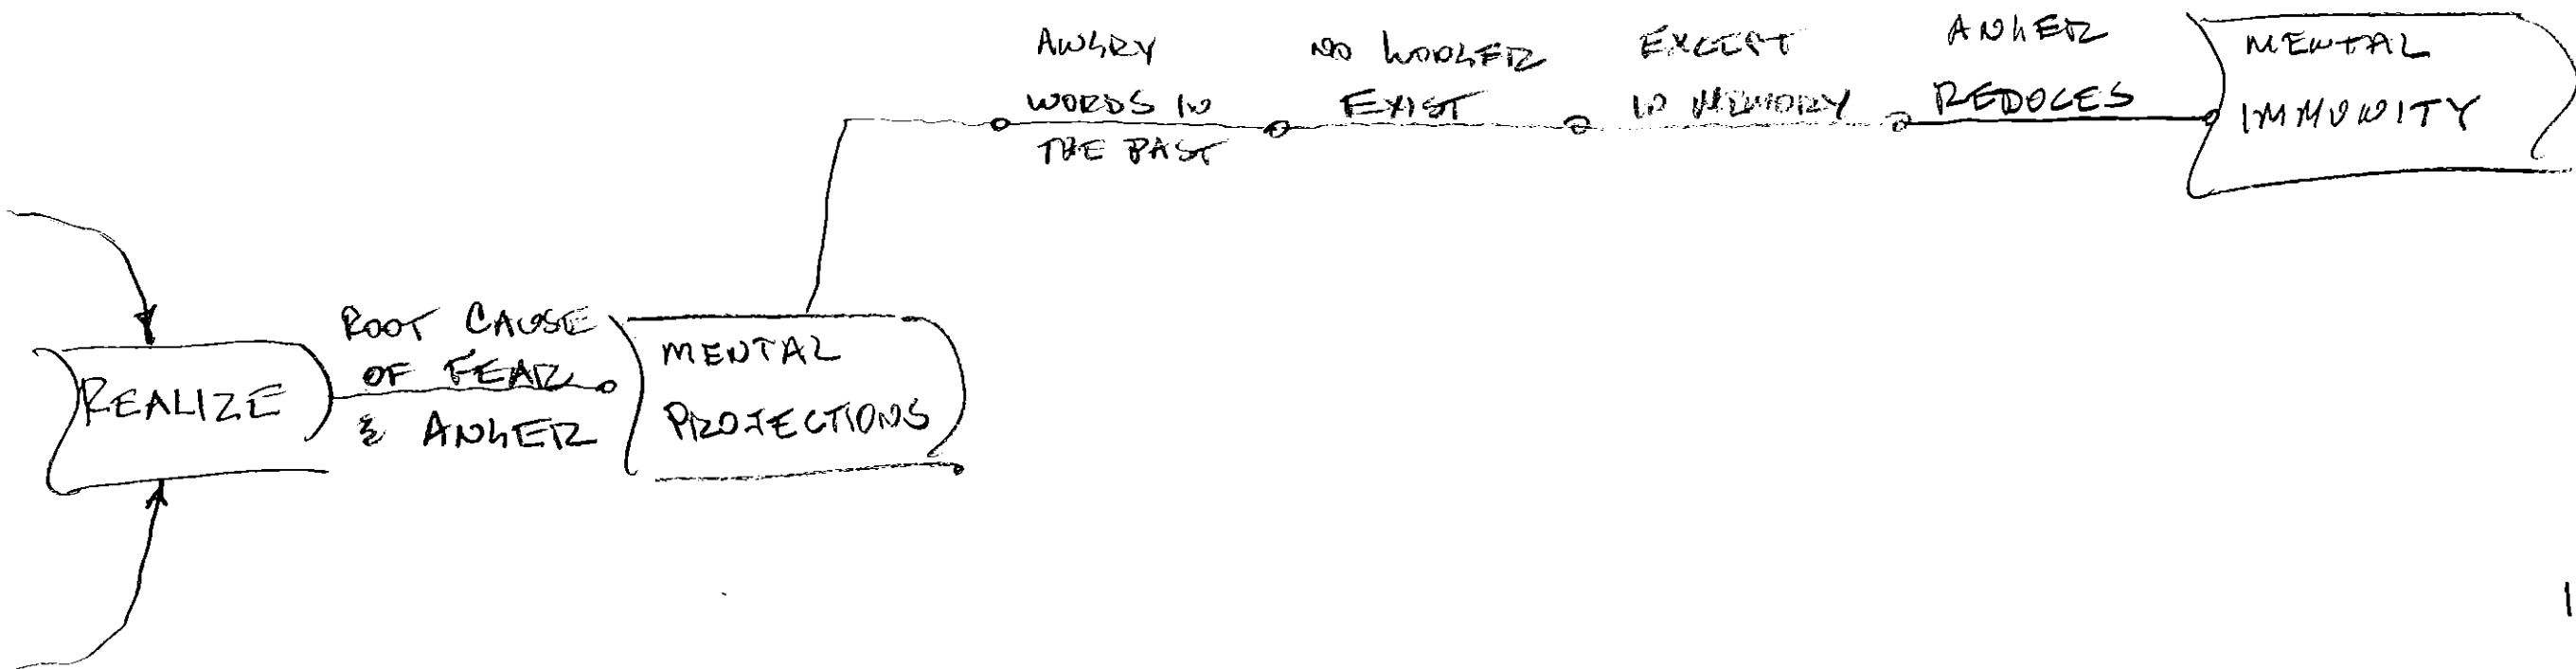 ANGRY
WORDS IN
THE PAST
NO LONGER
EXIST
EXCEPT
IN MEMORY
ANGER
REDUCES
MENTAL
IMMUNITY
REALIZE
ROOT CAUSE
OF FEAR
& ANGER
MENTAL
PROJECTIONS